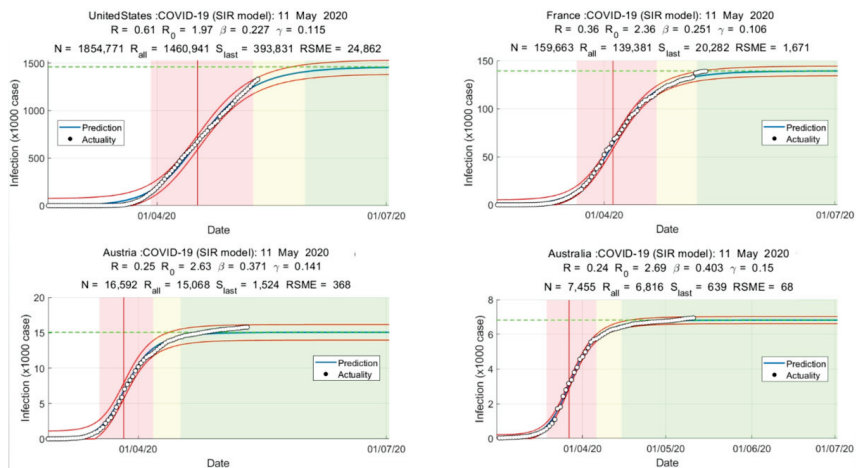 UnitedStates :COVID-19 (SIR model): 11 May 2020
R = 0.61 R0 = 1.97 β = 0.227 γ = 0.115
N = 1854,771 Rall = 1460,941 Slast = 393,831 RSME = 24,862
Infection (x1000 case)
1500
1000
500
0
Prediction
Actuality
01/04/20
01/07/20
Date
France :COVID-19 (SIR model): 11 May 2020
R = 0.36 R0 = 2.36 β = 0.251 γ = 0.106
N = 159,663 Rall = 139,381 Slast = 20,282 RSME = 1,671
Infection (x1000 case)
150
100
50
0
Prediction
Actuality
01/04/20
01/07/20
Date
Austria :COVID-19 (SIR model): 11 May 2020
R = 0.25 R0 = 2.63 β = 0.371 γ = 0.141
N = 16,592 Rall = 15,068 Slast = 1,524 RSME = 368
Infection (x1000 case)
20
15
10
5
0
Prediction
Actuality
01/04/20
01/07/20
Date
Australia :COVID-19 (SIR model): 11 May 2020
R = 0.24 R0 = 2.69 β = 0.403 γ = 0.15
N = 7,455 Rall = 6,816 Slast = 639 RSME = 68
Infection (x1000 case)
8
6
4
2
0
Prediction
Actuality
01/04/20
01/05/20
01/06/20
01/07/20
Date